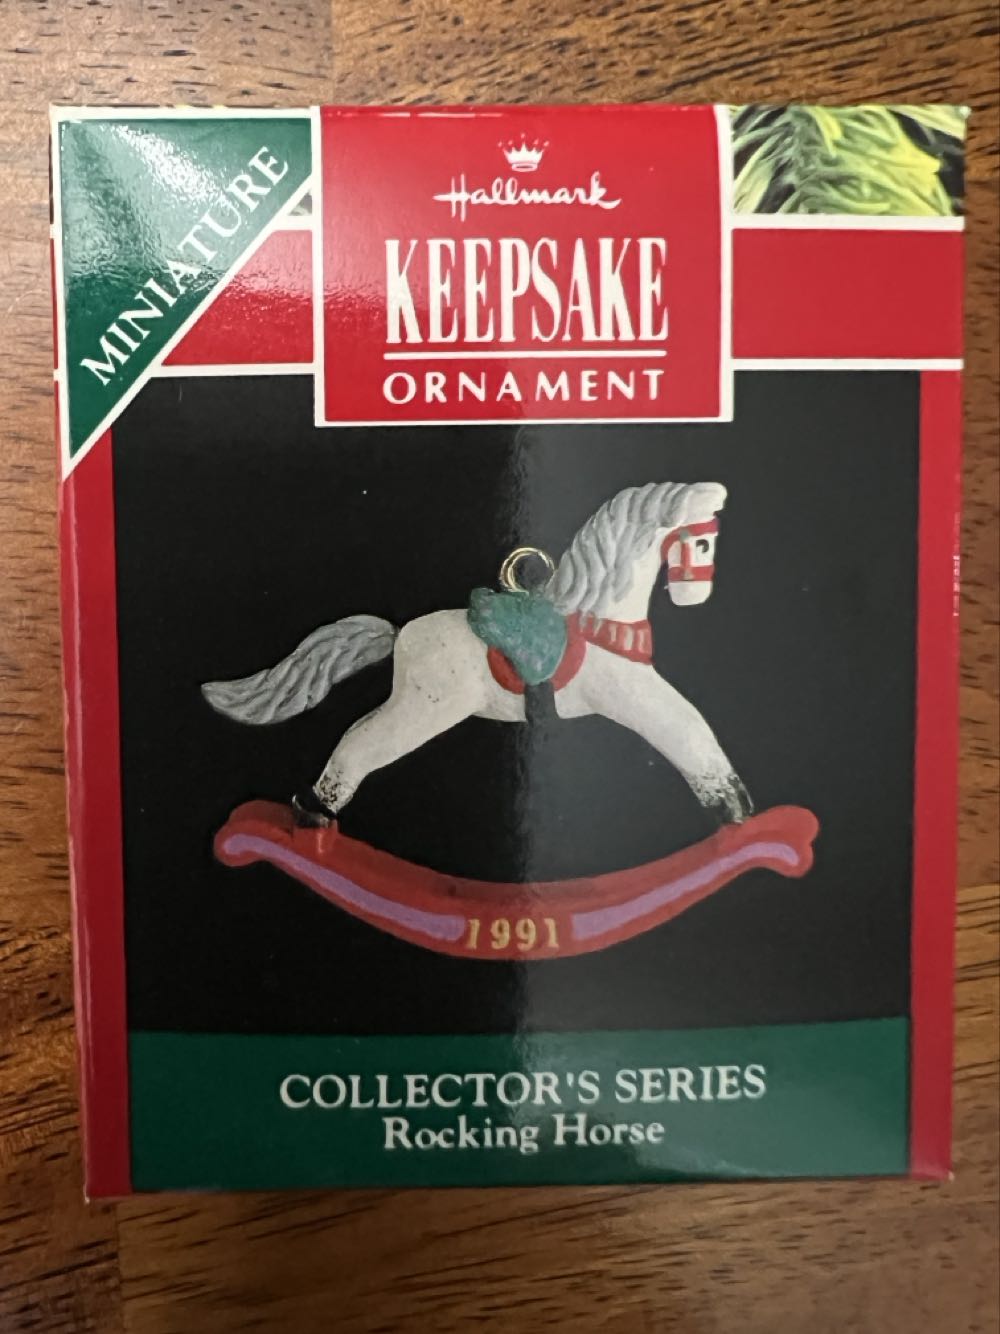 MINIATURE
Hallmark
KEEPSAKE
ORNAMENT
1991
COLLECTOR'S SERIES
Rocking Horse